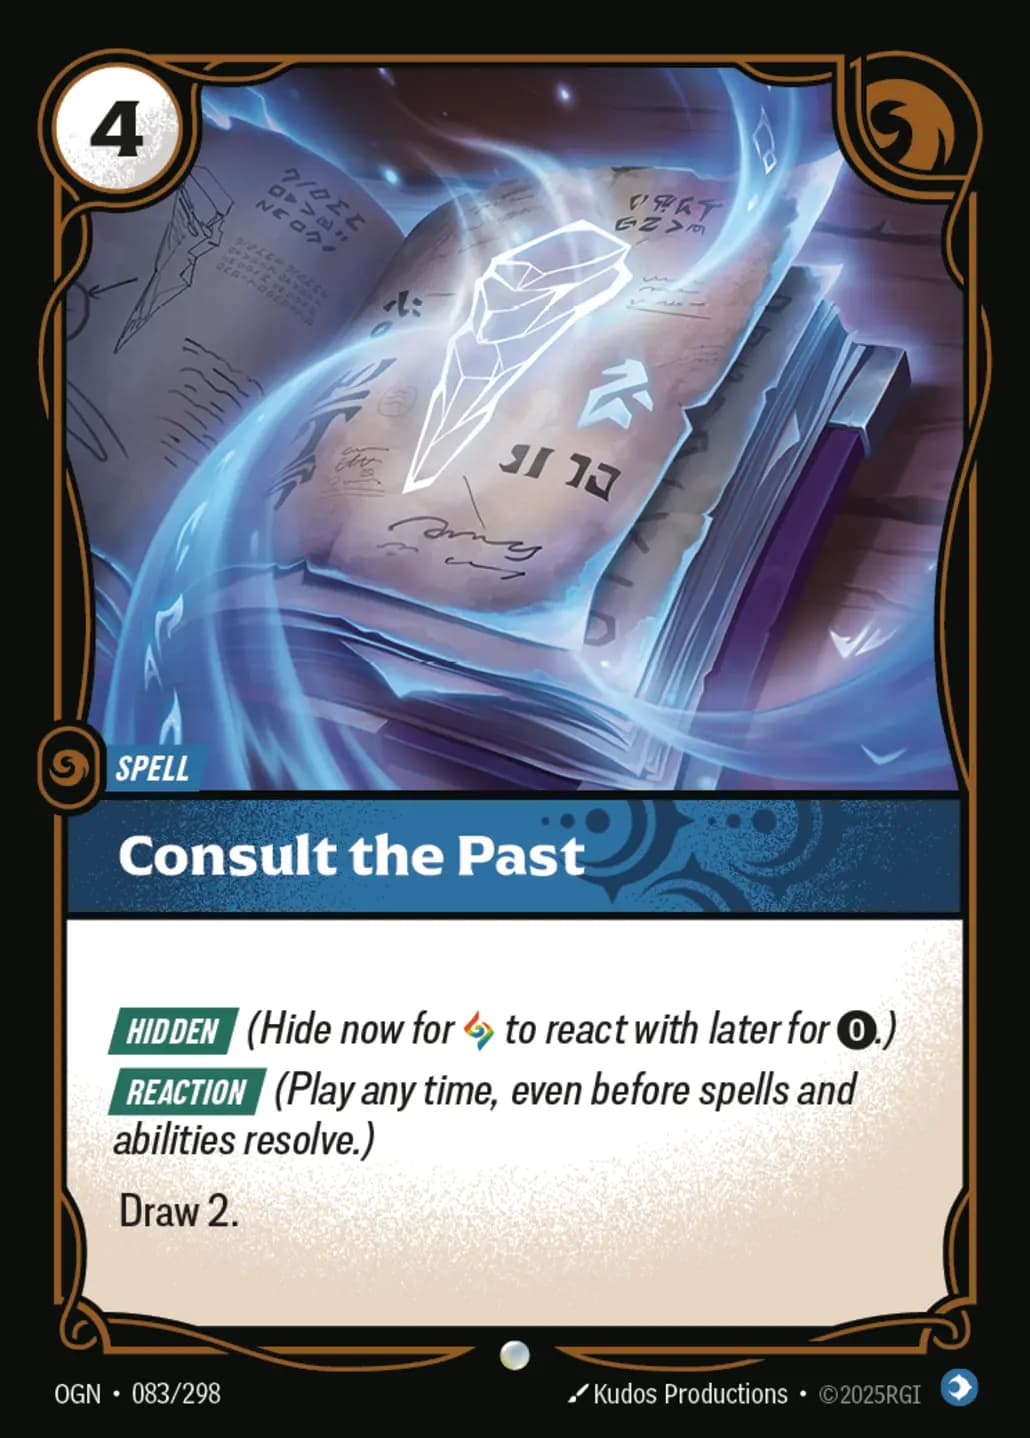 4
SPELL
Consult the Past
HIDDEN (Hide now for to react with later for 0.)
REACTION (Play any time, even before spells and
abilities resolve.)
Draw 2.
OGN • 083/298
Kudos Productions • ©2025RGI